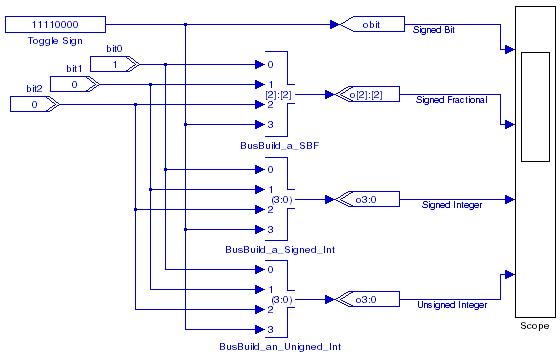 11110000
Toggle Sign
obit
Signed Bit
bit0
1
bit1
0
bit2
0
0
1
[2]:[2]
2
3
BusBuild_a_SBF
o[2]:[2]
Signed Fractional
0
1
(3:0)
2
3
BusBuild_a_Signed_Int
o3:0
Signed Integer
0
1
(3:0)
2
3
BusBuild_an_Unigned_Int
o3:0
Unsigned Integer
Scope